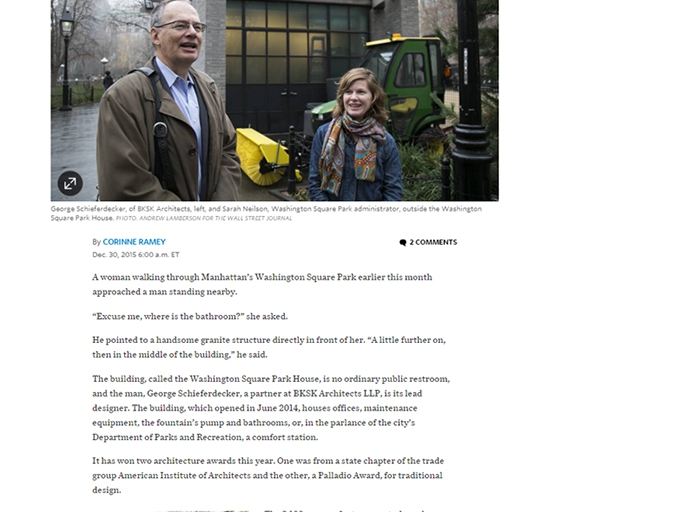 George Schieferdecker, of BKSK Architects, left, and Sarah Neilson, Washington Square Park administrator, outside the Washington
Square Park House. PHOTO: ANDREW LAMBERSON FOR THE WALL STREET JOURNAL
By CORINNE RAMEY
2 COMMENTS
Dec. 30, 2015 6:00 a.m. ET
A woman walking through Manhattan's Washington Square Park earlier this month
approached a man standing nearby.
“Excuse me, where is the bathroom?” she asked.
He pointed to a handsome granite structure directly in front of her. “A little further on,
then in the middle of the building,” he said.
The building, called the Washington Square Park House, is no ordinary public restroom,
and the man, George Schieferdecker, a partner at BKSK Architects LLP, is its lead
designer. The building, which opened in June 2014, houses offices, maintenance
equipment, the fountain's pump and bathrooms, or, in the parlance of the city's
Department of Parks and Recreation, a comfort station.
It has won two architecture awards this year. One was from a state chapter of the trade
group American Institute of Architects and the other, a Palladio Award, for traditional
design.